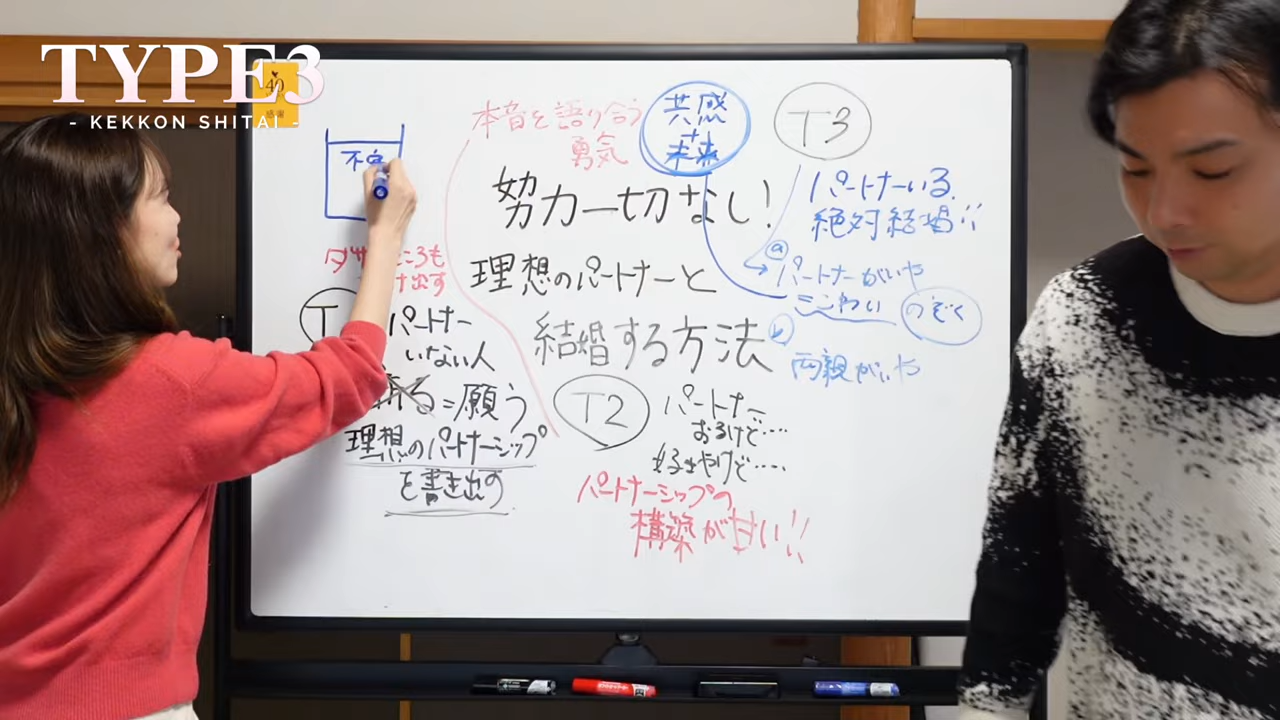 TYPE3
- KEKKON SHITAI -
不安
本音を語り合う
勇気
共感
+
未来
T3
努力一切なし!
理想のパートナーと
結婚する方法
パートナーいる.
絶対結婚!!
a
パートナーがいや
=こわい
のぞく
b
両親がいや
ダサいところも
出す
パートナー
いない人
祈る=願う
理想のパートナーシップ
を書き出す
T2
パートナー
おるけど....
好きやけど....
パートナーシップの
構築が甘い!!